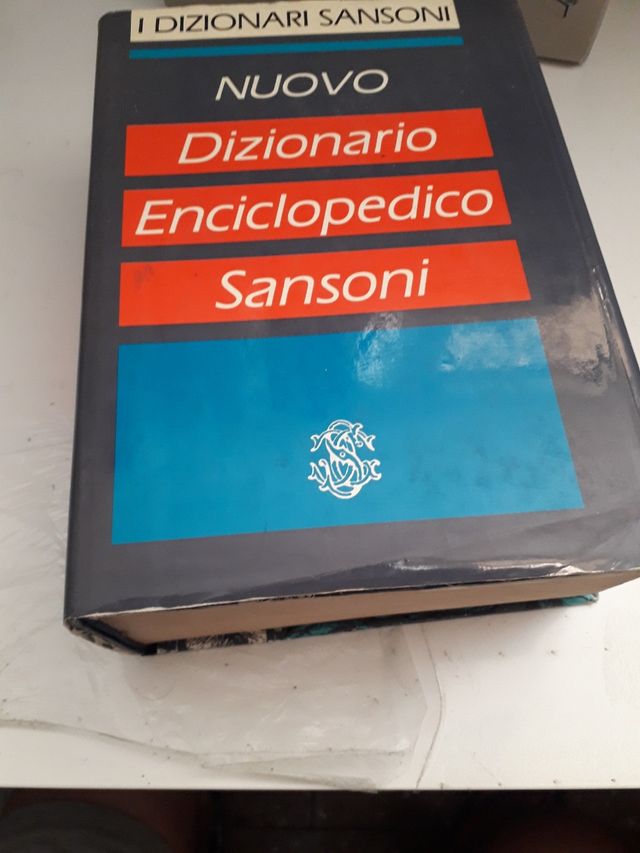 I DIZIONARI SANSONI
NUOVO
Dizionario
Enciclopedico
Sansoni